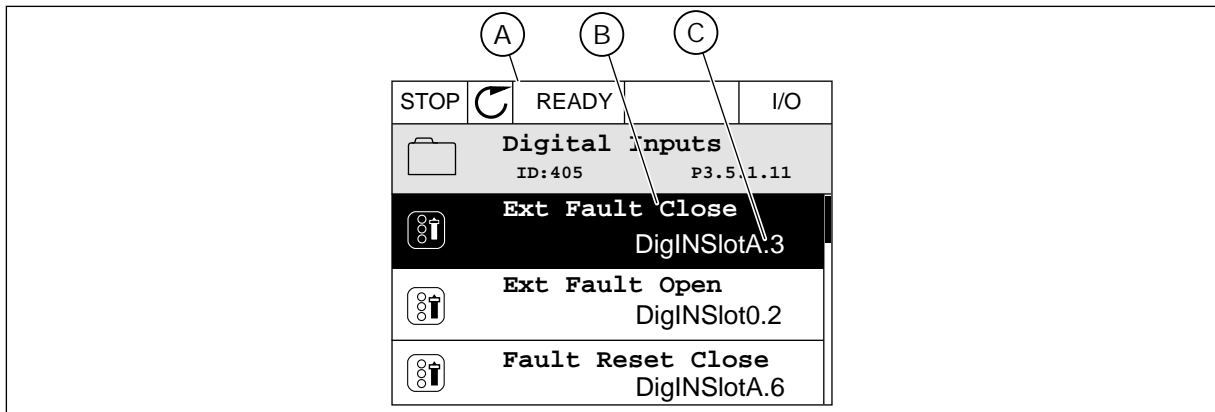 A B C
STOP READY I/O
Digital Inputs
ID:405 P3.5.1.11
Ext Fault Close
DigINSlotA.3
Ext Fault Open
DigINSlot0.2
Fault Reset Close
DigINSlotA.6